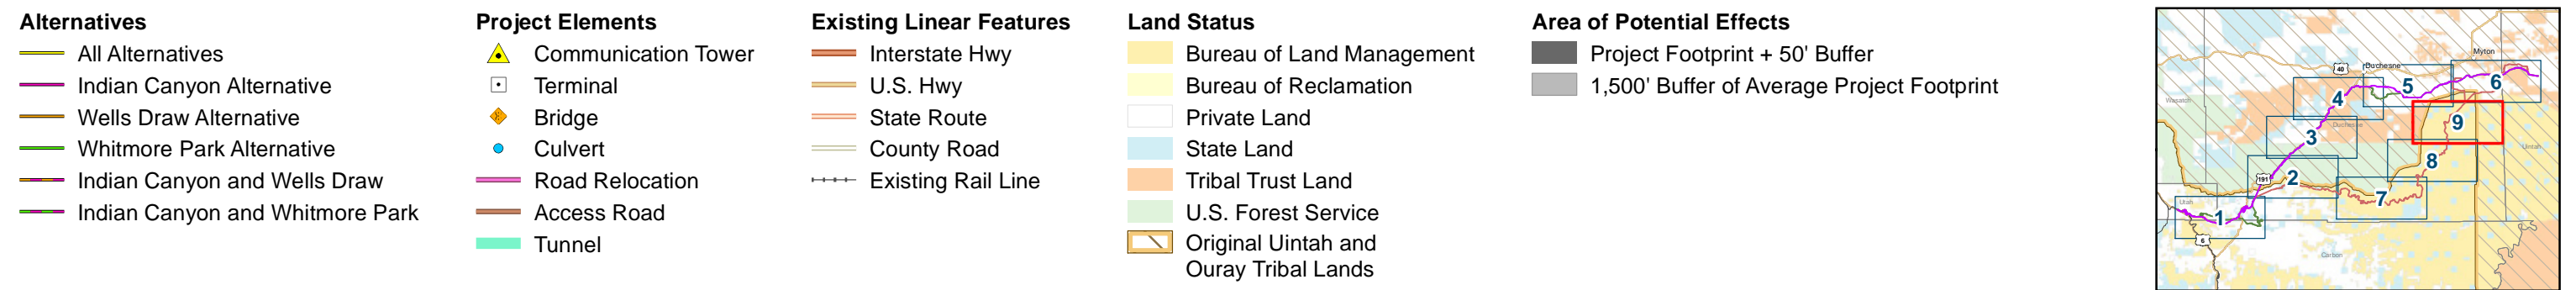 Alternatives
All Alternatives
Indian Canyon Alternative
Wells Draw Alternative
Whitmore Park Alternative
Indian Canyon and Wells Draw
Indian Canyon and Whitmore Park
Project Elements
Communication Tower
Terminal
Bridge
Culvert
Road Relocation
Access Road
Tunnel
Existing Linear Features
Interstate Hwy
U.S. Hwy
State Route
County Road
Existing Rail Line
Land Status
Bureau of Land Management
Bureau of Reclamation
Private Land
State Land
Tribal Trust Land
U.S. Forest Service
Original Uintah and
Ouray Tribal Lands
Area of Potential Effects
Project Footprint + 50' Buffer
1,500' Buffer of Average Project Footprint
Myton
Duchesne
40
5
6
Wasatch
4
Duchesne
9
3
Uintah
8
191
2
7
Utah
1
6
Carbon